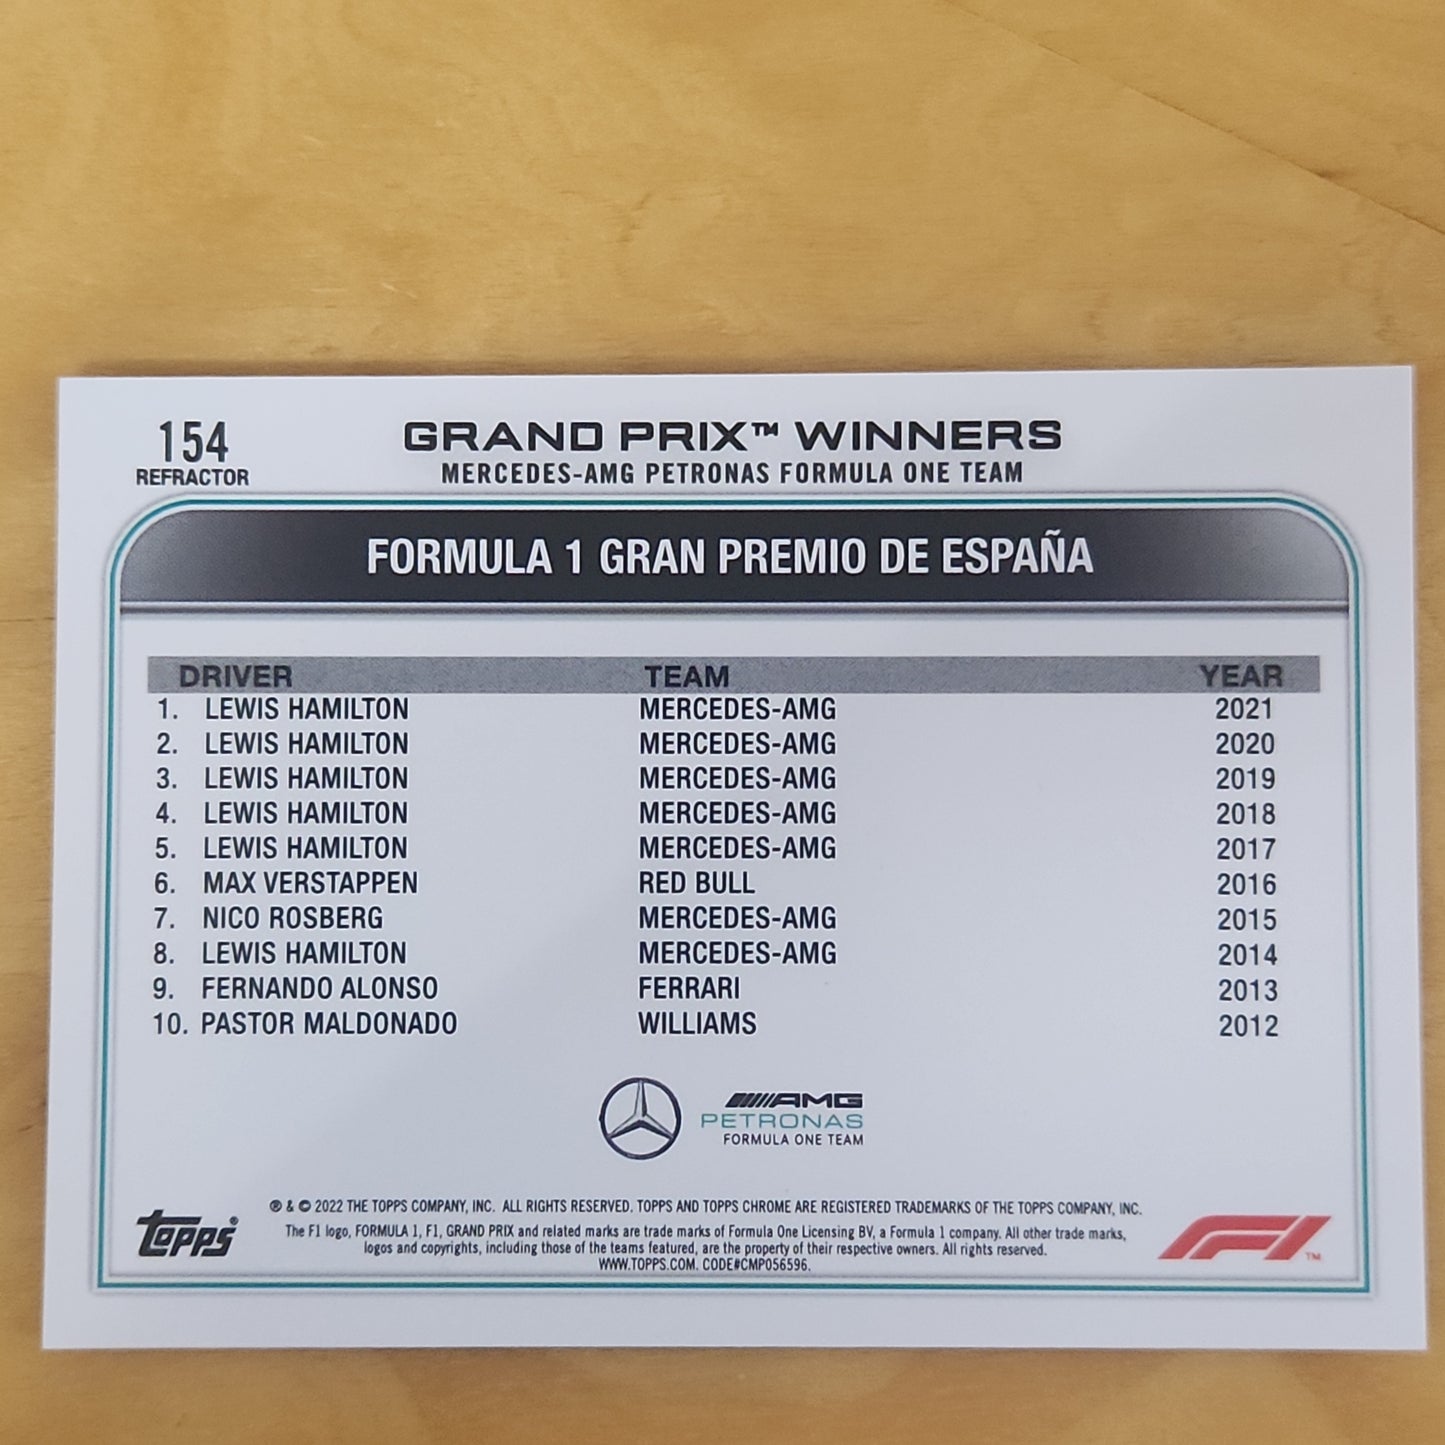 154
REFRACTOR
GRAND PRIX™ WINNERS
MERCEDES-AMG PETRONAS FORMULA ONE TEAM
FORMULA 1 GRAN PREMIO DE ESPAÑA
DRIVER TEAM YEAR
1. LEWIS HAMILTON MERCEDES-AMG 2021
2. LEWIS HAMILTON MERCEDES-AMG 2020
3. LEWIS HAMILTON MERCEDES-AMG 2019
4. LEWIS HAMILTON MERCEDES-AMG 2018
5. LEWIS HAMILTON MERCEDES-AMG 2017
6. MAX VERSTAPPEN RED BULL 2016
7. NICO ROSBERG MERCEDES-AMG 2015
8. LEWIS HAMILTON MERCEDES-AMG 2014
9. FERNANDO ALONSO FERRARI 2013
10. PASTOR MALDONADO WILLIAMS 2012
AMG
PETRONAS
FORMULA ONE TEAM
® & © 2022 THE TOPPS COMPANY, INC. ALL RIGHTS RESERVED. TOPPS AND TOPPS CHROME ARE REGISTERED TRADEMARKS OF THE TOPPS COMPANY, INC.
The F1 logo, FORMULA 1, F1, GRAND PRIX and related marks are trade marks of Formula One Licensing BV, a Formula 1 company. All other trade marks,
logos and copyrights, including those of the teams featured, are the property of their respective owners. All rights reserved.
WWW.TOPPS.COM. CODE#CMP056596.
Topps®
F1™